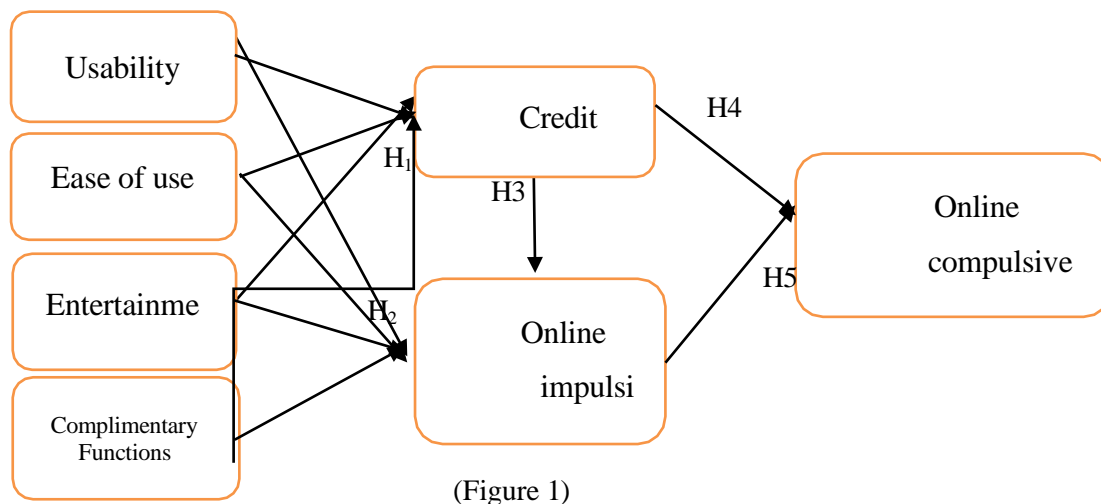 Usability
Ease of use
Entertainme
Complimentary
Functions
H₁
H₂
Credit
H3
Online
impulsi
H4
H5
Online
compulsive
(Figure 1)